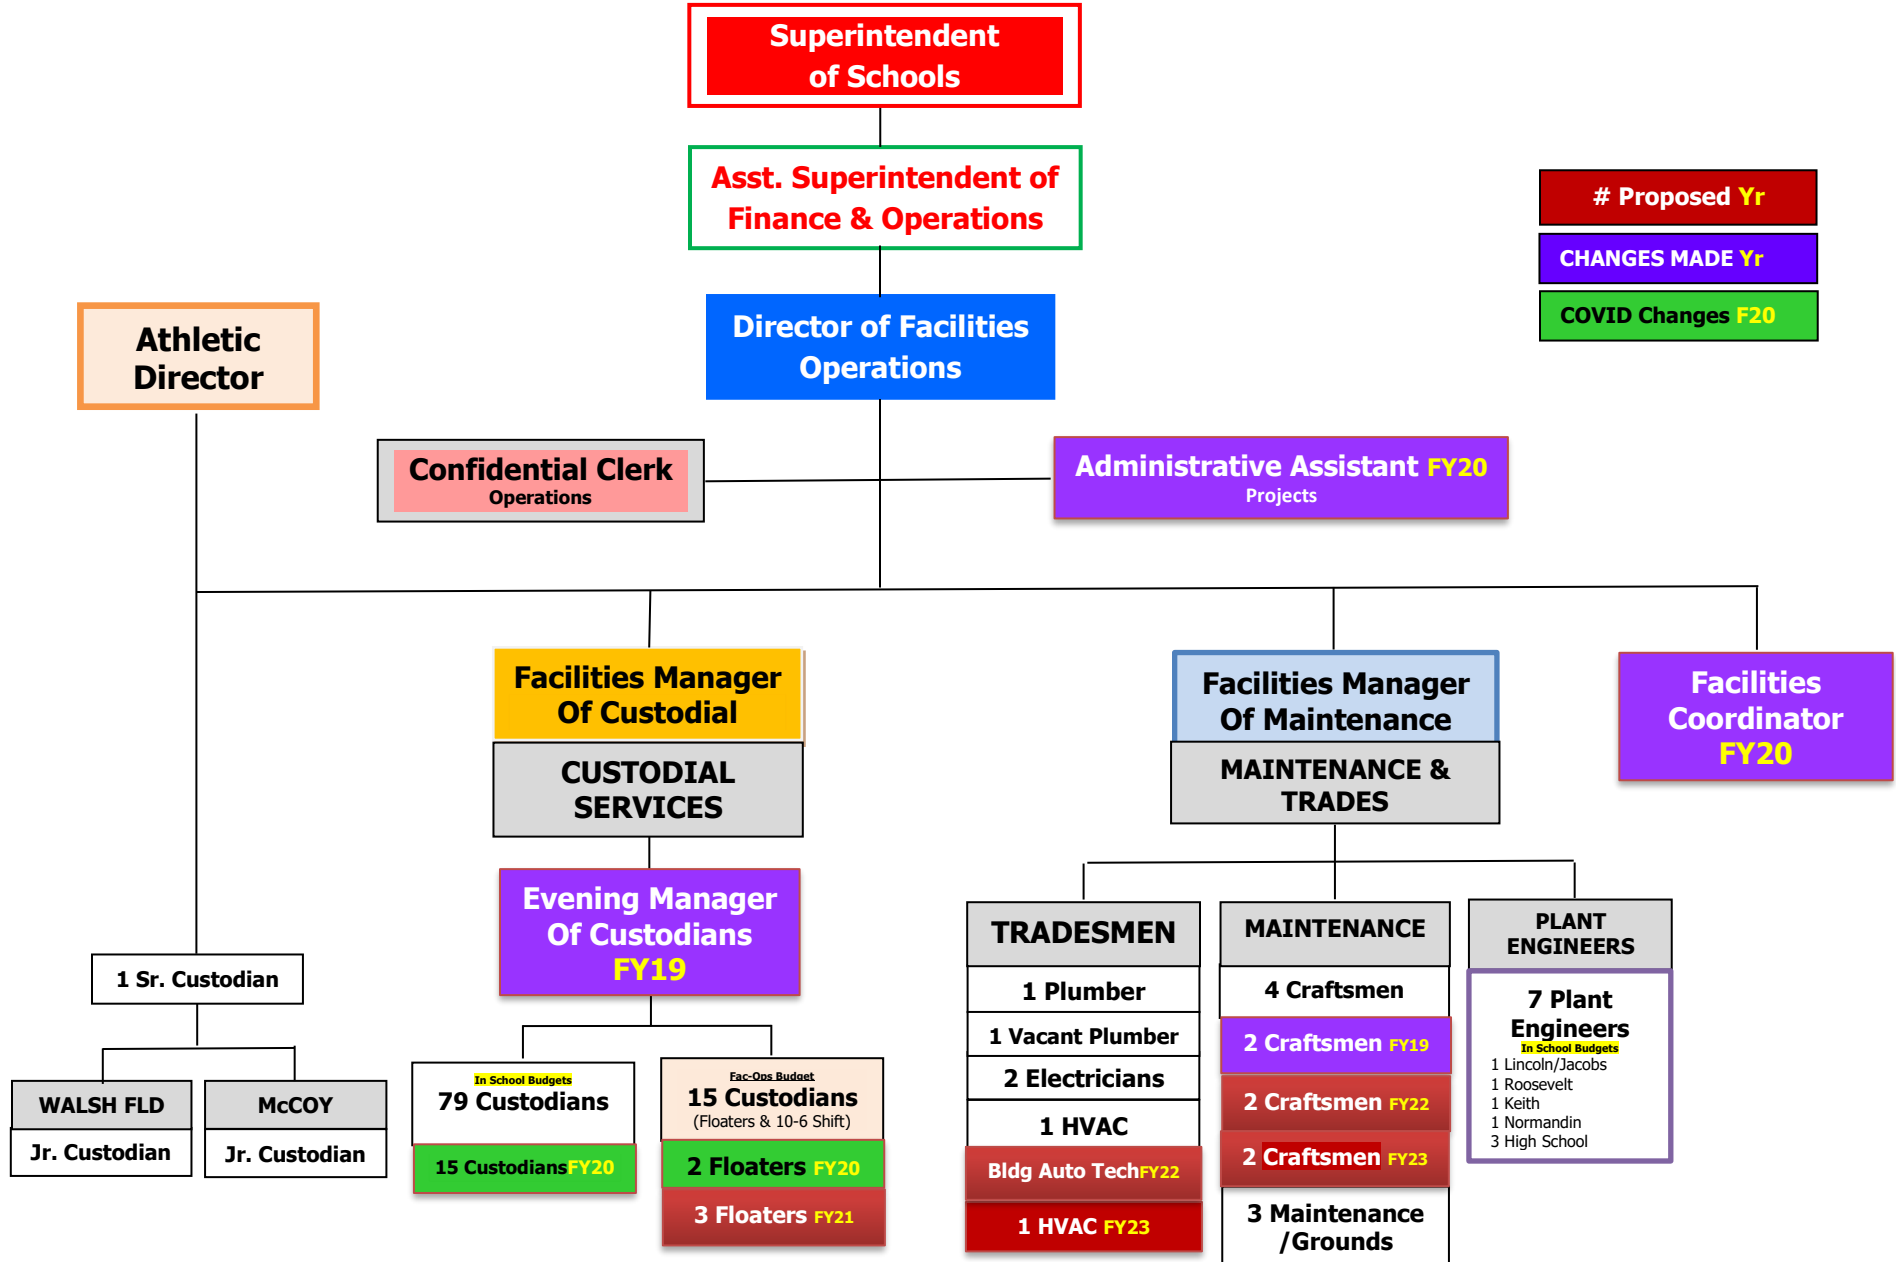 Superintendent
of Schools
Asst. Superintendent of
Finance & Operations
# Proposed Yr
CHANGES MADE Yr
COVID Changes F20
Director of Facilities
Operations
Athletic
Director
Confidential Clerk
Operations
Administrative Assistant FY20
Projects
Facilities Manager
Of Custodial
CUSTODIAL
SERVICES
Facilities Manager
Of Maintenance
MAINTENANCE &
TRADES
Facilities
Coordinator
FY20
Evening Manager
Of Custodians
FY19
1 Sr. Custodian
WALSH FLD
Jr. Custodian
McCOY
Jr. Custodian
In School Budgets
79 Custodians
15 CustodiansFY20
Fac-Ops Budget
15 Custodians
(Floaters & 10-6 Shift)
2 Floaters FY20
3 Floaters FY21
TRADESMEN
1 Plumber
1 Vacant Plumber
2 Electricians
1 HVAC
Bldg Auto TechFY22
1 HVAC FY23
MAINTENANCE
4 Craftsmen
2 Craftsmen FY19
2 Craftsmen FY22
2 Craftsmen FY23
3 Maintenance
/Grounds
PLANT
ENGINEERS
7 Plant
Engineers
In School Budgets
1 Lincoln/Jacobs
1 Roosevelt
1 Keith
1 Normandin
3 High School